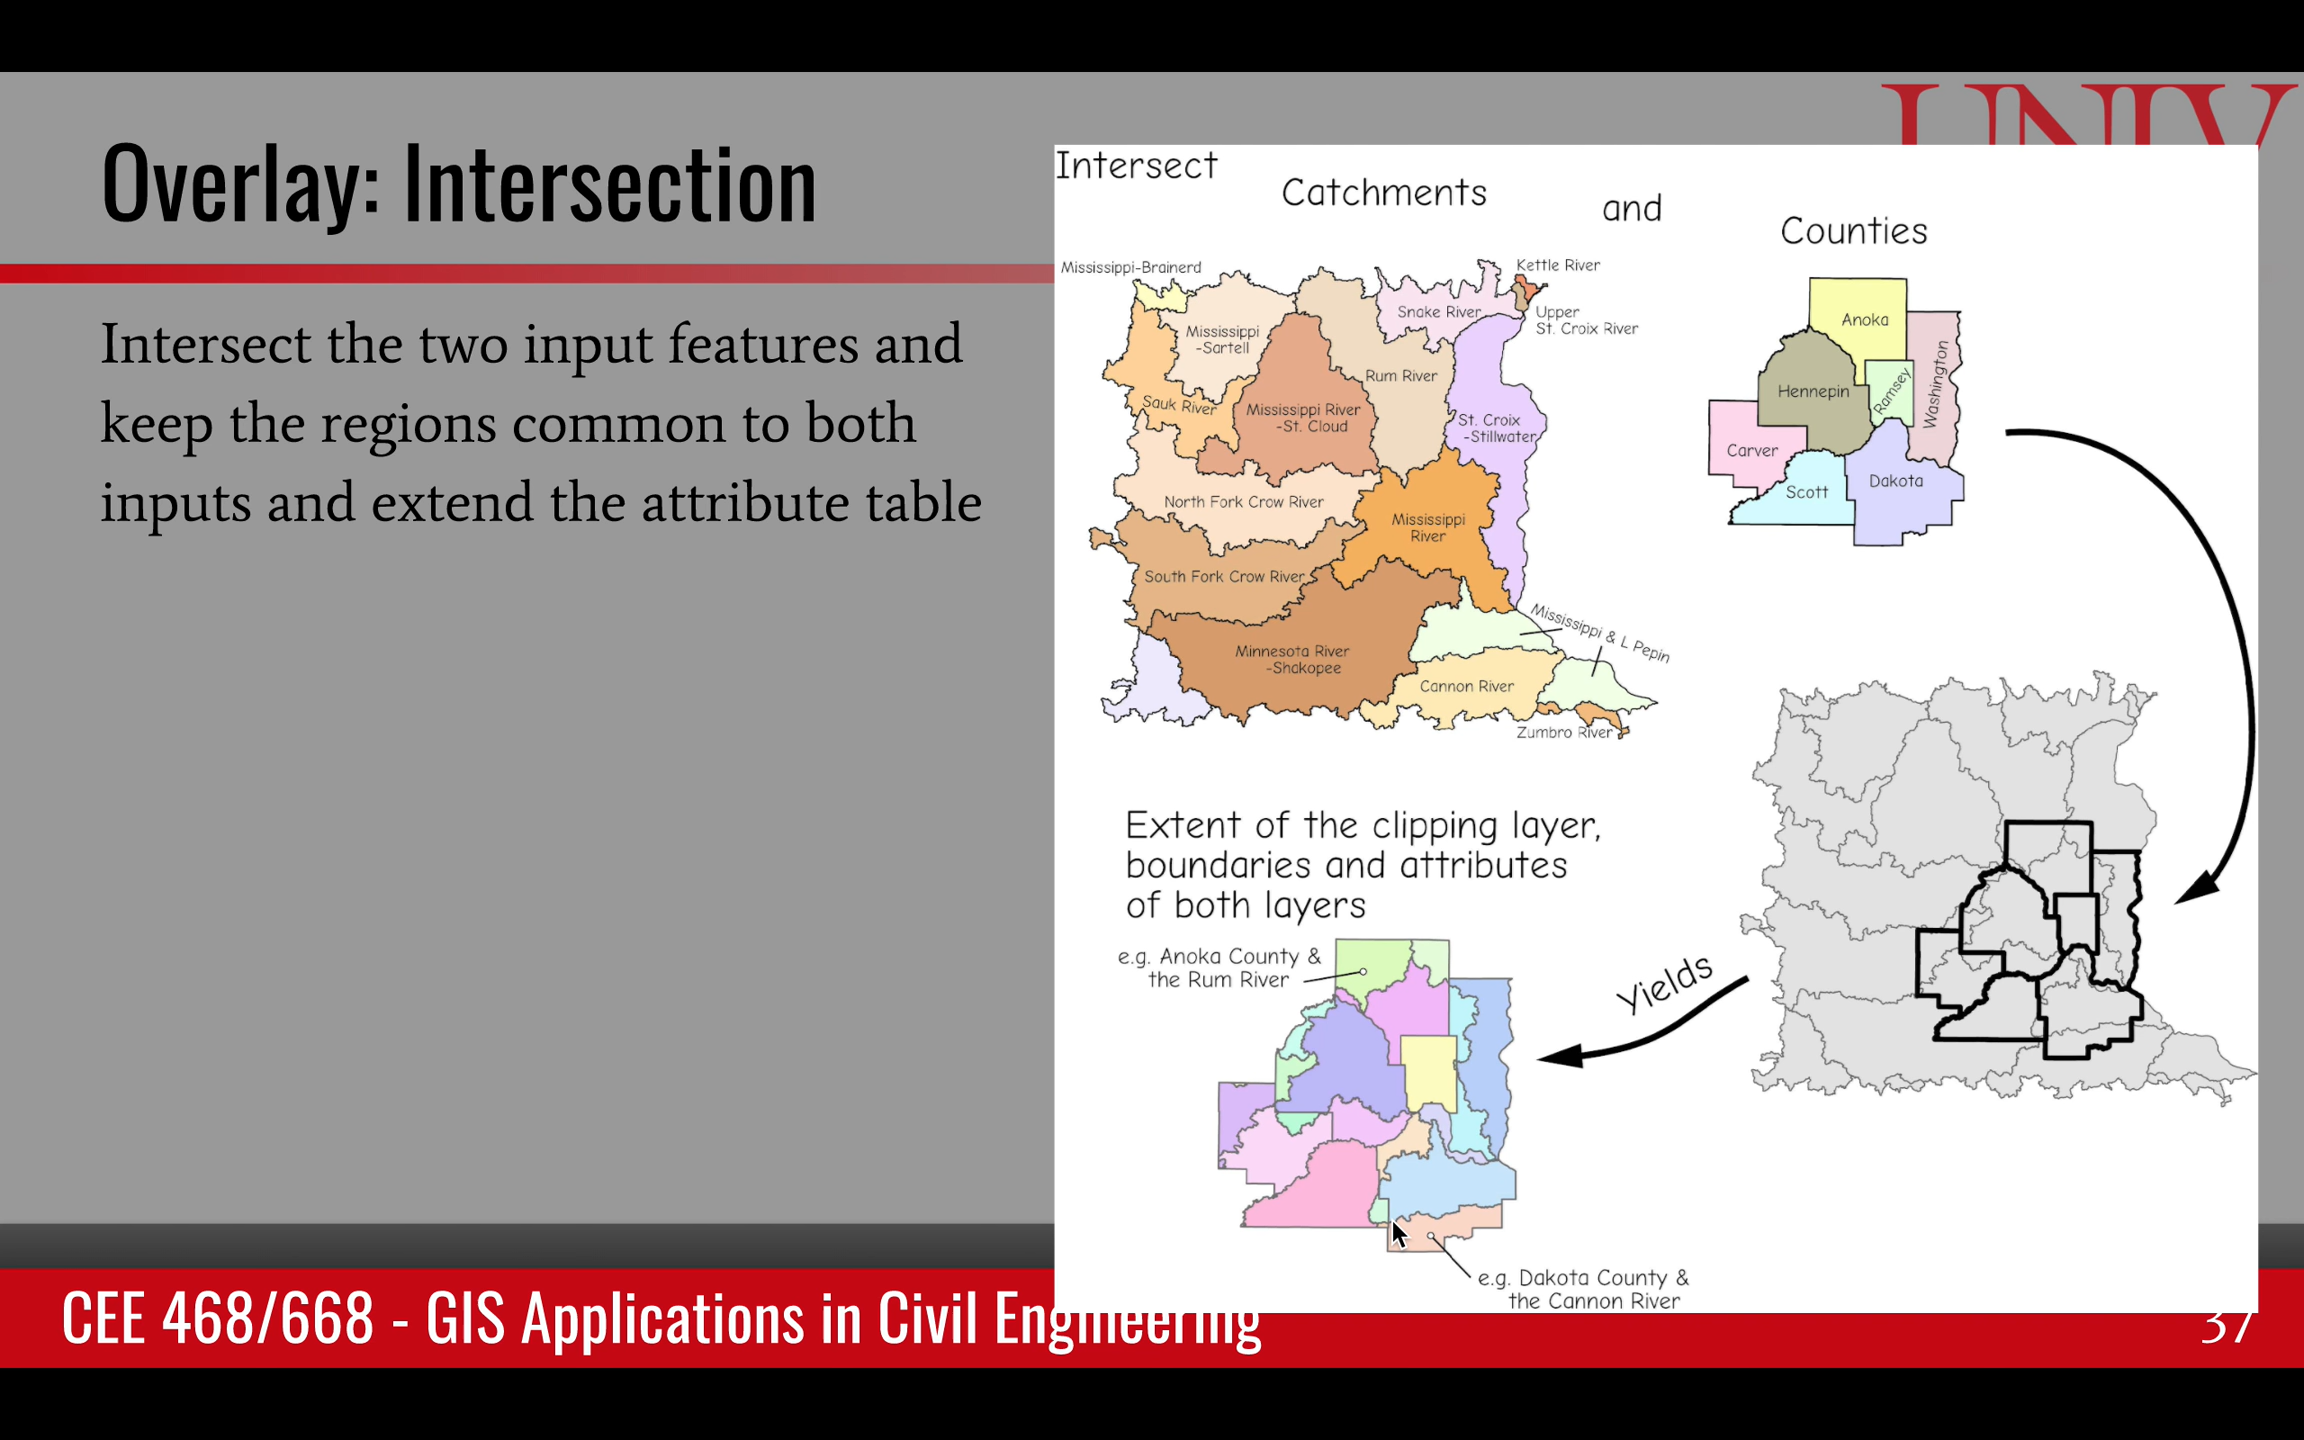 UNLV
Overlay: Intersection
Intersect the two input features and
keep the regions common to both
inputs and extend the attribute table
Intersect
Catchments
and
Counties
Mississippi-Brainerd
Kettle River
Snake River
Upper
St. Croix River
Mississippi
-Sartell
Rum River
Sauk River
Mississippi River
-St. Cloud
St. Croix
-Stillwater
North Fork Crow River
Mississippi
River
South Fork Crow River
Mississippi & L Pepin
Minnesota River
-Shakopee
Cannon River
Zumbro River
Anoka
Washington
Hennepin
Ramsey
Carver
Scott
Dakota
Extent of the clipping layer,
boundaries and attributes
of both layers
e.g. Anoka County &
the Rum River
Yields
e.g. Dakota County &
the Cannon River
CEE 468/668 - GIS Applications in Civil Engineering
37